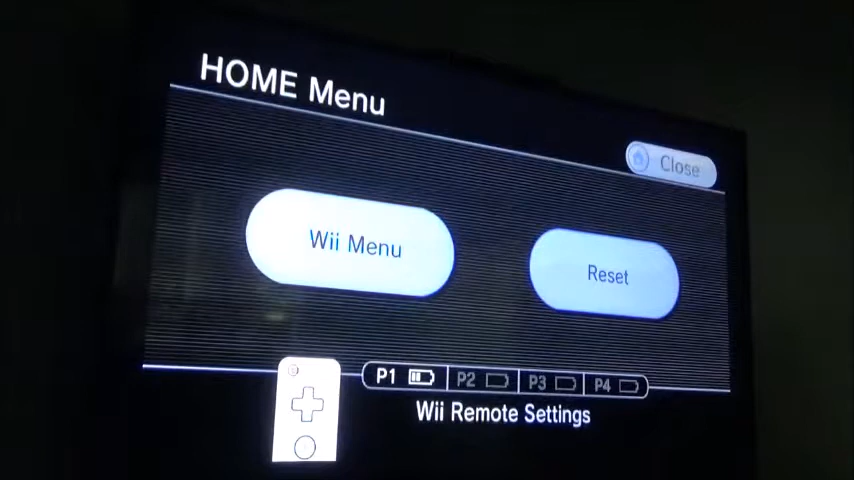 HOME Menu
Close
Wii Menu
Reset
P1 P2 P3 P4
Wii Remote Settings